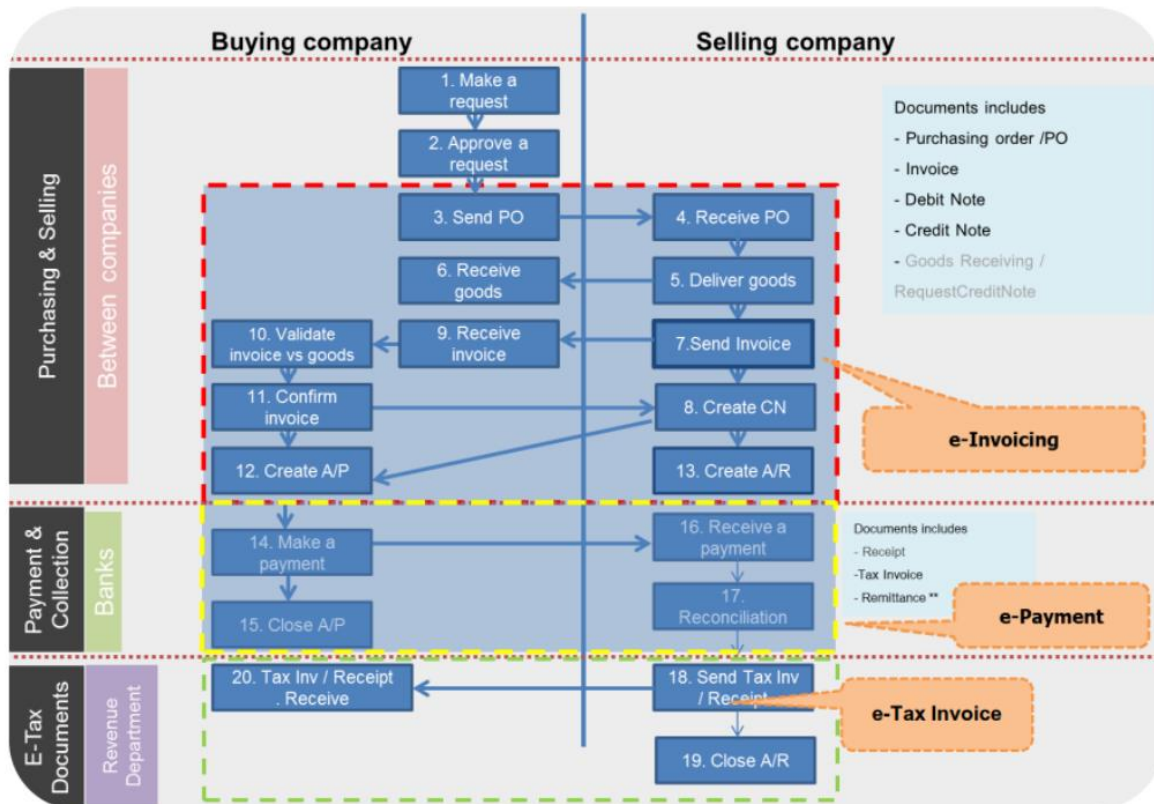 Buying company
Selling company
Purchasing & Selling
Between companies
1. Make a
request
2. Approve a
request
3. Send PO
4. Receive PO
6. Receive
goods
5. Deliver goods
10. Validate
invoice vs goods
9. Receive
invoice
7.Send Invoice
11. Confirm
invoice
8. Create CN
12. Create A/P
13. Create A/R
Documents includes
- Purchasing order /PO
- Invoice
- Debit Note
- Credit Note
- Goods Receiving /
RequestCreditNote
e-Invoicing
Payment &
Collection
Banks
14. Make a
payment
16. Receive a
payment
15. Close A/P
17.
Reconciliation
Documents includes
- Receipt
-Tax Invoice
- Remittance **
e-Payment
E-Tax
Documents
Revenue
Department
20. Tax Inv / Receipt
. Receive
18. Send Tax Inv
/ Receipt
e-Tax Invoice
19. Close A/R